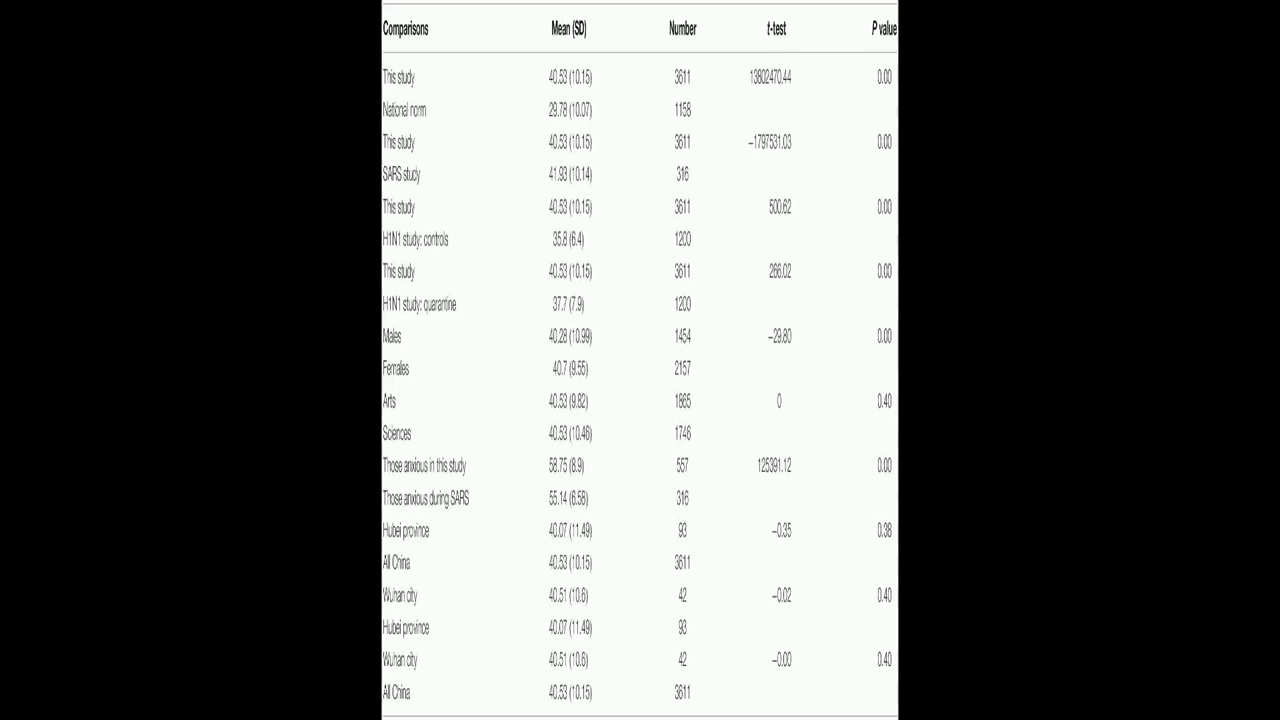 Comparisons Mean (SD) Number t-test P value
This study 40.53 (10.15) 3611 13802470.44 0.00
National norm 29.78 (10.07) 1158
This study 40.53 (10.15) 3611 −1797531.03 0.00
SARS study 41.93 (10.14) 316
This study 40.53 (10.15) 3611 500.62 0.00
H1N1 study: controls 35.8 (6.4) 1200
This study 40.53 (10.15) 3611 266.02 0.00
H1N1 study: quarantine 37.7 (7.9) 1200
Males 40.28 (10.99) 1454 −29.80 0.00
Females 40.7 (9.55) 2157
Arts 40.53 (9.82) 1865 0 0.40
Sciences 40.53 (10.46) 1746
Those anxious in this study 58.75 (8.9) 557 125391.12 0.00
Those anxious during SARS 55.14 (6.58) 316
Hubei province 40.07 (11.49) 93 −0.35 0.38
All China 40.53 (10.15) 3611
Wuhan city 40.51 (10.6) 42 −0.02 0.40
Hubei province 40.07 (11.49) 93
Wuhan city 40.51 (10.6) 42 −0.00 0.40
All China 40.53 (10.15) 3611